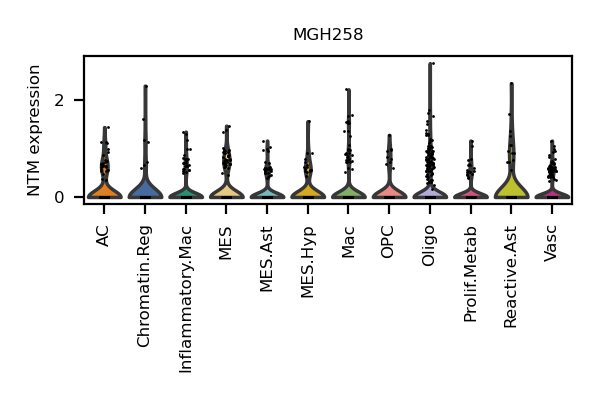 MGH258
NTM expression
2
0
AC
Chromatin.Reg
Inflammatory.Mac
MES
MES.Ast
MES.Hyp
Mac
OPC
Oligo
Prolif.Metab
Reactive.Ast
Vasc